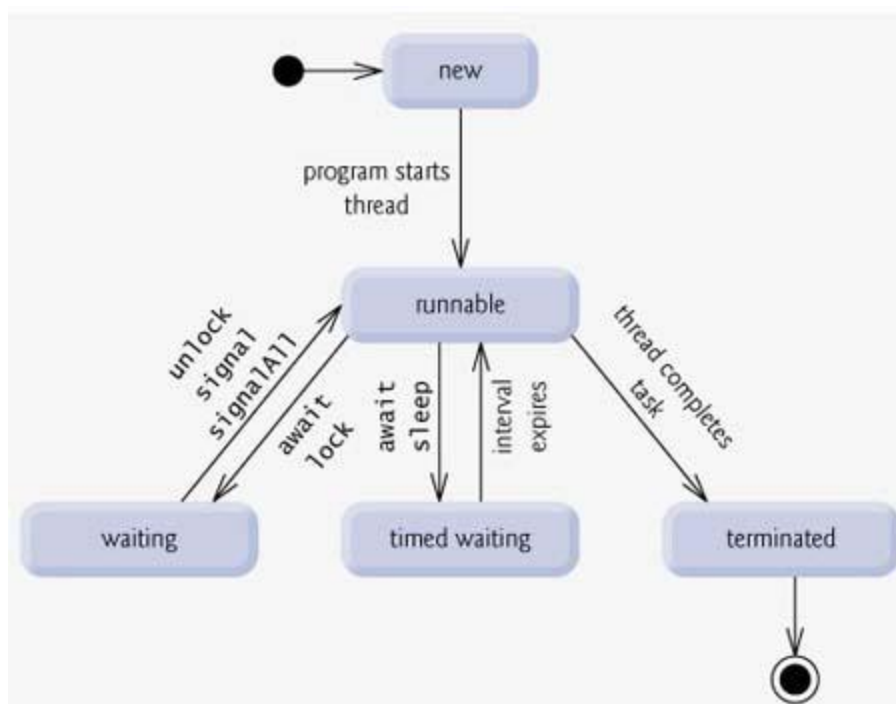 new
program starts
thread
runnable
unlock
signal
signalAll
await
lock
await
sleep
interval
expires
thread completes
task
waiting
timed waiting
terminated